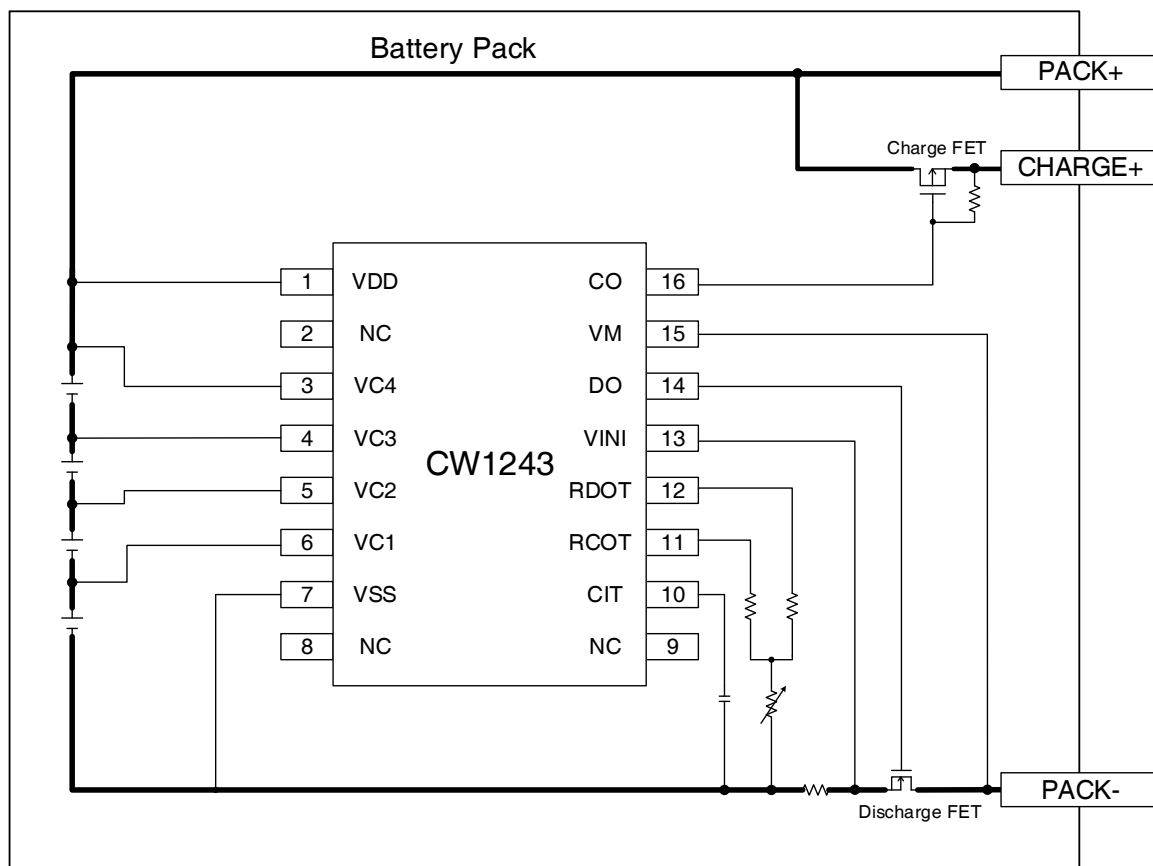 Battery Pack
PACK+
Charge FET
CHARGE+
1 VDD CO 16
2 NC VM 15
3 VC4 DO 14
4 VC3 VINI 13
CW1243
5 VC2 RDOT 12
6 VC1 RCOT 11
7 VSS CIT 10
8 NC NC 9
PACK-
Discharge FET